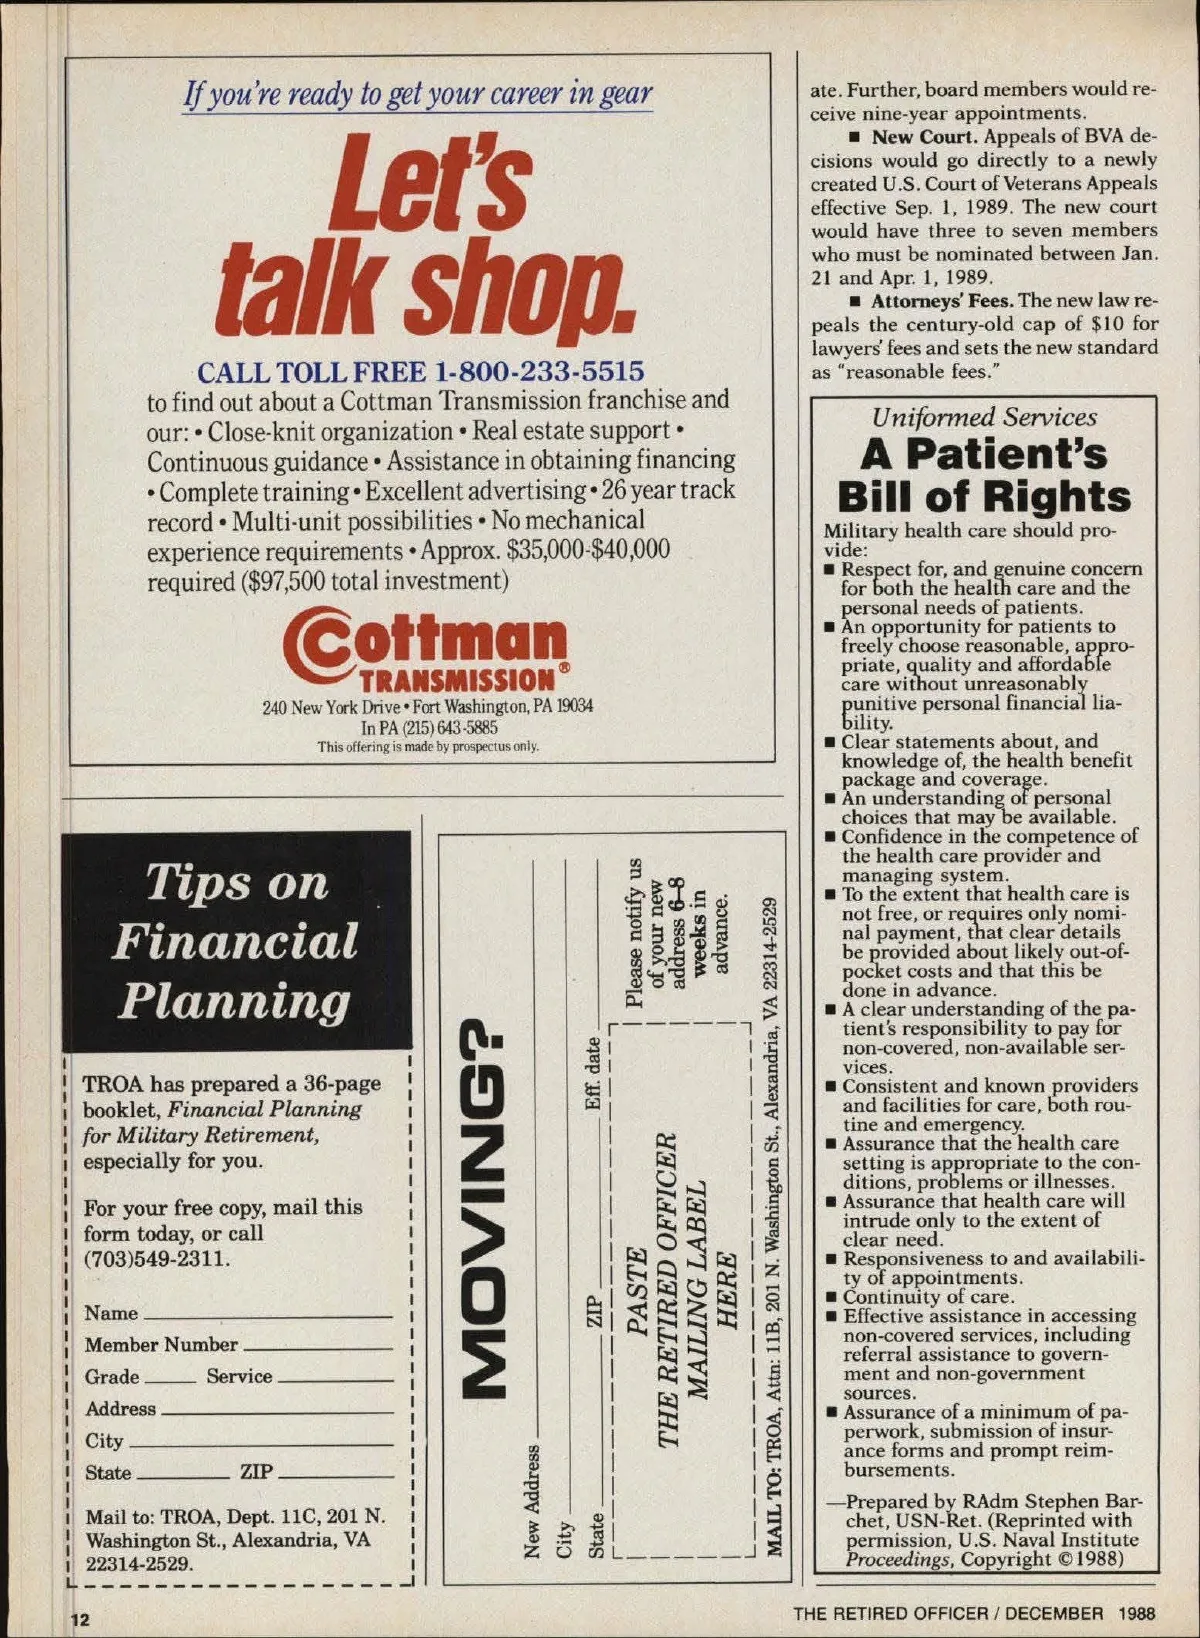 If you're ready to get your career in gear
Let's
talk shop.
CALL TOLL FREE 1-800-233-5515
to find out about a Cottman Transmission franchise and
our: • Close-knit organization • Real estate support •
Continuous guidance • Assistance in obtaining financing
• Complete training • Excellent advertising • 26 year track
record • Multi-unit possibilities • No mechanical
experience requirements • Approx. $35,000-$40,000
required ($97,500 total investment)
Cottman
TRANSMISSION®
240 New York Drive • Fort Washington, PA 19034
In PA (215) 643-5885
This offering is made by prospectus only.
Tips on
Financial
Planning
TROA has prepared a 36-page
booklet, Financial Planning
for Military Retirement,
especially for you.
For your free copy, mail this
form today, or call
(703)549-2311.
Name
Member Number
Grade Service
Address
City
State ZIP
Mail to: TROA, Dept. 11C, 201 N.
Washington St., Alexandria, VA
22314-2529.
MOVING?
Please notify us
of your new
address 6–8
weeks in
advance.
New Address
City
State ZIP Eff. date
PASTE
THE RETIRED OFFICER
MAILING LABEL
HERE
MAIL TO: TROA, Attn: 11B, 201 N. Washington St., Alexandria, VA 22314-2529
ate. Further, board members would re-
ceive nine-year appointments.
■ New Court. Appeals of BVA de-
cisions would go directly to a newly
created U.S. Court of Veterans Appeals
effective Sep. 1, 1989. The new court
would have three to seven members
who must be nominated between Jan.
21 and Apr. 1, 1989.
■ Attorneys' Fees. The new law re-
peals the century-old cap of $10 for
lawyers' fees and sets the new standard
as "reasonable fees."
Uniformed Services
A Patient's
Bill of Rights
Military health care should pro-
vide:
■ Respect for, and genuine concern
for both the health care and the
personal needs of patients.
■ An opportunity for patients to
freely choose reasonable, appro-
priate, quality and affordable
care without unreasonably
punitive personal financial lia-
bility.
■ Clear statements about, and
knowledge of, the health benefit
package and coverage.
■ An understanding of personal
choices that may be available.
■ Confidence in the competence of
the health care provider and
managing system.
■ To the extent that health care is
not free, or requires only nomi-
nal payment, that clear details
be provided about likely out-of-
pocket costs and that this be
done in advance.
■ A clear understanding of the pa-
tient's responsibility to pay for
non-covered, non-available ser-
vices.
■ Consistent and known providers
and facilities for care, both rou-
tine and emergency.
■ Assurance that the health care
setting is appropriate to the con-
ditions, problems or illnesses.
■ Assurance that health care will
intrude only to the extent of
clear need.
■ Responsiveness to and availabili-
ty of appointments.
■ Continuity of care.
■ Effective assistance in accessing
non-covered services, including
referral assistance to govern-
ment and non-government
sources.
■ Assurance of a minimum of pa-
perwork, submission of insur-
ance forms and prompt reim-
bursements.
—Prepared by RAdm Stephen Bar-
chet, USN-Ret. (Reprinted with
permission, U.S. Naval Institute
Proceedings, Copyright ©1988)
12
THE RETIRED OFFICER / DECEMBER 1988